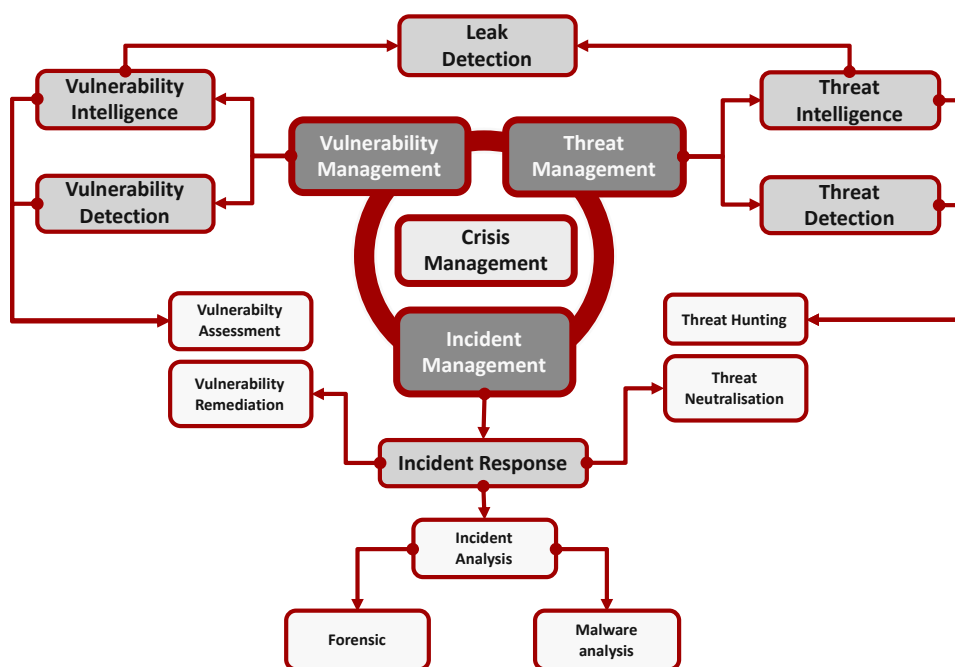 Leak
Detection
Vulnerability
Intelligence
Threat
Intelligence
Vulnerability
Management
Threat
Management
Vulnerability
Detection
Threat
Detection
Crisis
Management
Vulnerabilty
Assessment
Threat Hunting
Incident
Management
Vulnerability
Remediation
Threat
Neutralisation
Incident Response
Incident
Analysis
Forensic
Malware
analysis